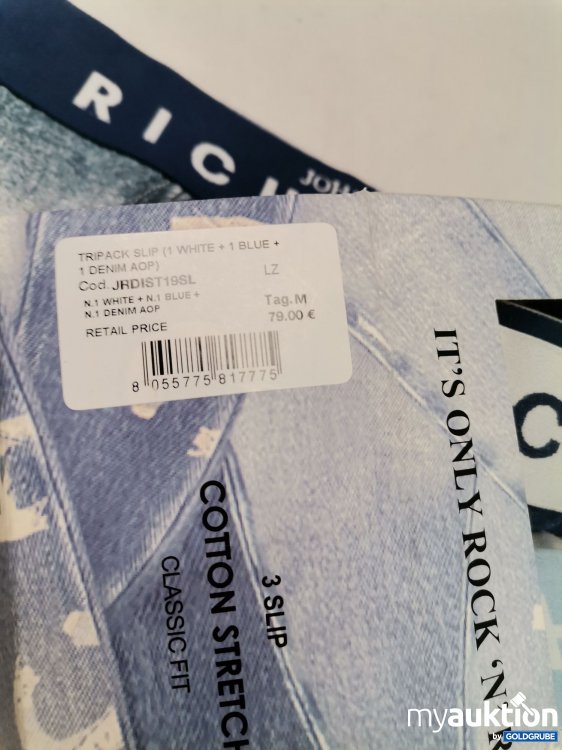 RICH
JOH
TRIPACK SLIP (1 WHITE + 1 BLUE +
1 DENIM AOP)
LZ
Cod. JRDIST19SL
N.1 WHITE + N.1 BLUE +
N.1 DENIM AOP
Tag. M
79.00 €
RETAIL PRICE
8 055775 817775
IT'S ONLY ROCK 'N' R
C
3 SLIP
COTTON STRETCH
CLASSIC FIT
myauktion
by GOLDGRUBE